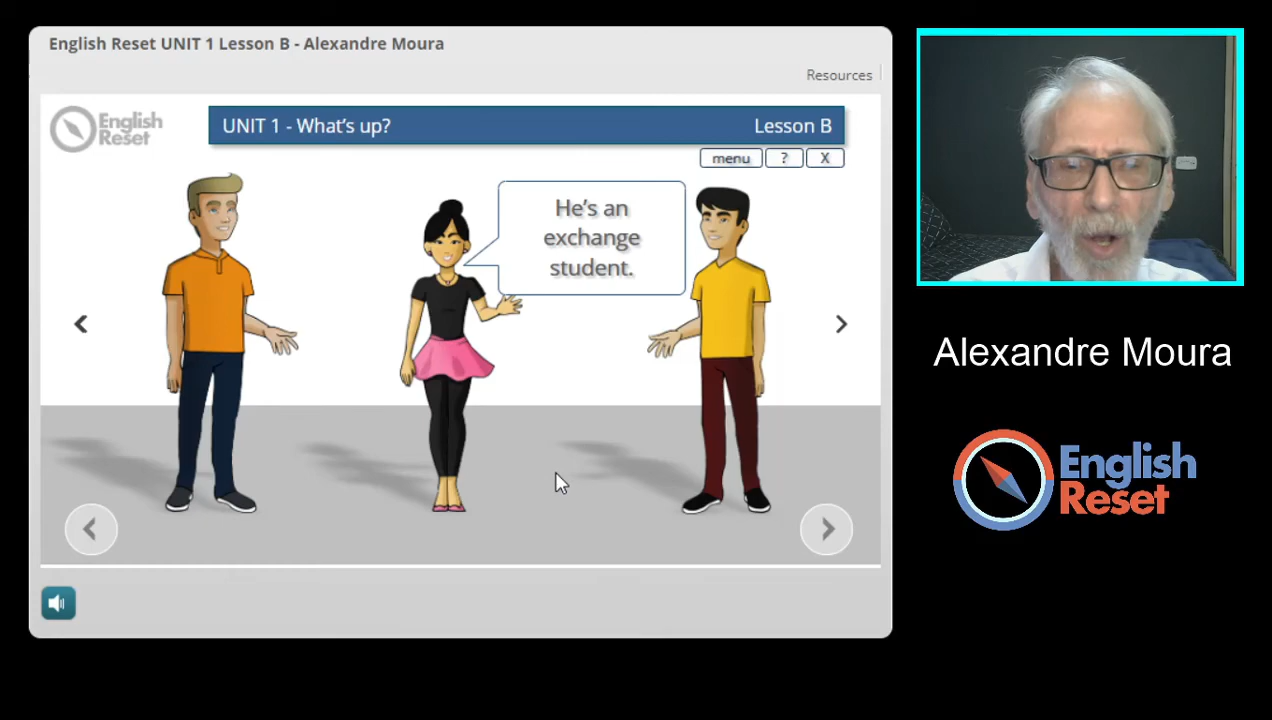 English Reset UNIT 1 Lesson B - Alexandre Moura
Resources
English
Reset
UNIT 1 - What's up?
Lesson B
menu
?
X
He's an
exchange
student.
Alexandre Moura
English
Reset